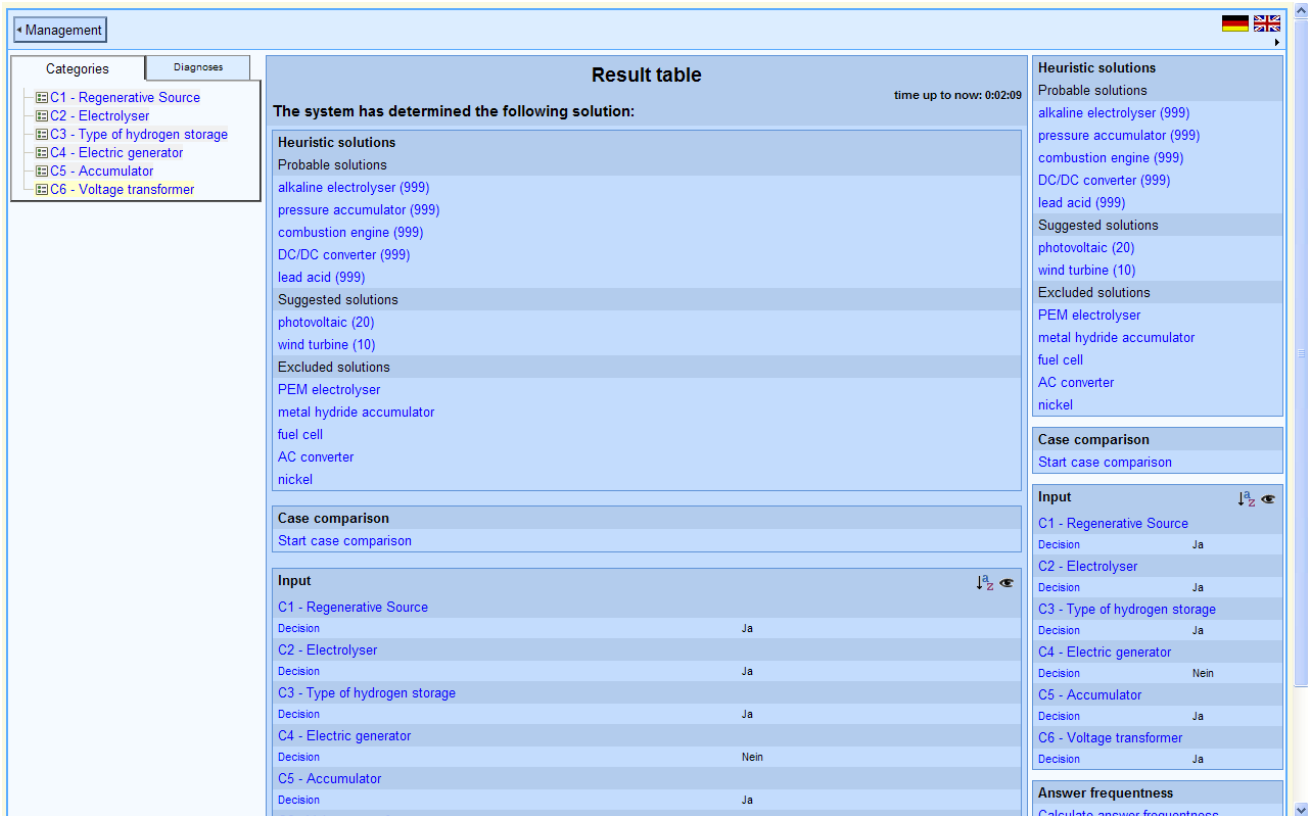 Management
Categories
Diagnoses
C1 - Regenerative Source
C2 - Electrolyser
C3 - Type of hydrogen storage
C4 - Electric generator
C5 - Accumulator
C6 - Voltage transformer
Result table
time up to now: 0:02:09
The system has determined the following solution:
Heuristic solutions
Probable solutions
alkaline electrolyser (999)
pressure accumulator (999)
combustion engine (999)
DC/DC converter (999)
lead acid (999)
Suggested solutions
photovoltaic (20)
wind turbine (10)
Excluded solutions
PEM electrolyser
metal hydride accumulator
fuel cell
AC converter
nickel
Case comparison
Start case comparison
Input
C1 - Regenerative Source
Decision Ja
C2 - Electrolyser
Decision Ja
C3 - Type of hydrogen storage
Decision Ja
C4 - Electric generator
Decision Nein
C5 - Accumulator
Decision Ja
Heuristic solutions
Probable solutions
alkaline electrolyser (999)
pressure accumulator (999)
combustion engine (999)
DC/DC converter (999)
lead acid (999)
Suggested solutions
photovoltaic (20)
wind turbine (10)
Excluded solutions
PEM electrolyser
metal hydride accumulator
fuel cell
AC converter
nickel
Case comparison
Start case comparison
Input
C1 - Regenerative Source
Decision Ja
C2 - Electrolyser
Decision Ja
C3 - Type of hydrogen storage
Decision Ja
C4 - Electric generator
Decision Nein
C5 - Accumulator
Decision Ja
C6 - Voltage transformer
Decision Ja
Answer frequentness
Calculate answer frequentness